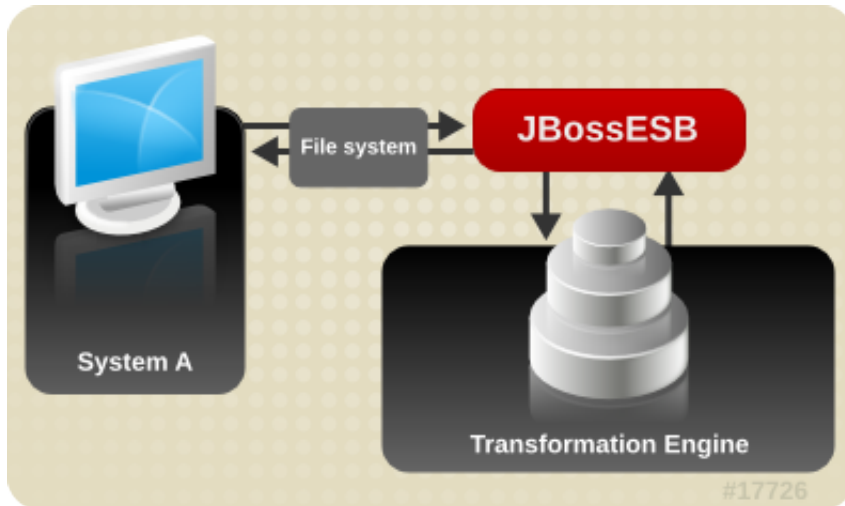 JBossESB
File system
System A
Transformation Engine
#17726